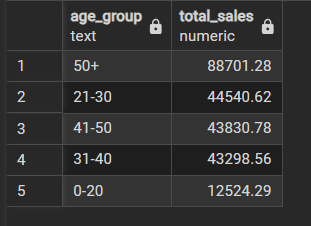 age_group total_sales
text numeric
1 50+ 88701.28
2 21-30 44540.62
3 41-50 43830.78
4 31-40 43298.56
5 0-20 12524.29